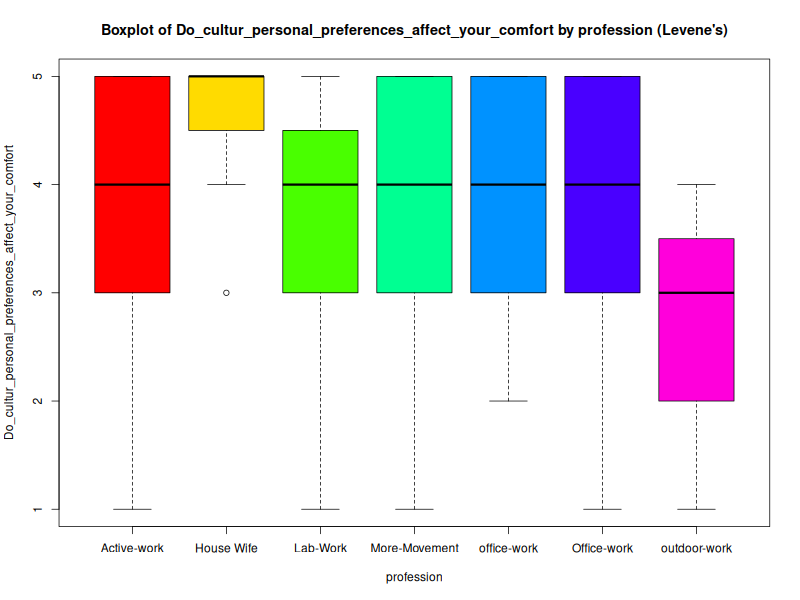 Boxplot of Do_cultur_personal_preferences_affect_your_comfort by profession (Levene's)
Do_cultur_personal_preferences_affect_your_comfort
5
4
3
2
1
Active-work
House Wife
Lab-Work
More-Movement
office-work
Office-work
outdoor-work
profession